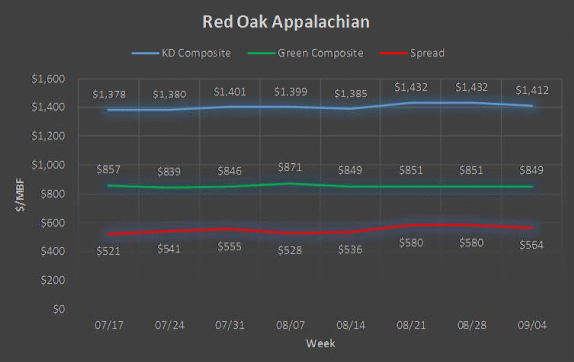 Red Oak Appalachian
KD Composite Green Composite Spread
$1,600
$1,400
$1,200
$1,000
$800
$600
$400
$200
$0
$/MBF
$1,378 $1,380 $1,401 $1,399 $1,385 $1,432 $1,432 $1,412
$857 $839 $846 $871 $849 $851 $851 $849
$521 $541 $555 $528 $536 $580 $580 $564
07/17 07/24 07/31 08/07 08/14 08/21 08/28 09/04
Week